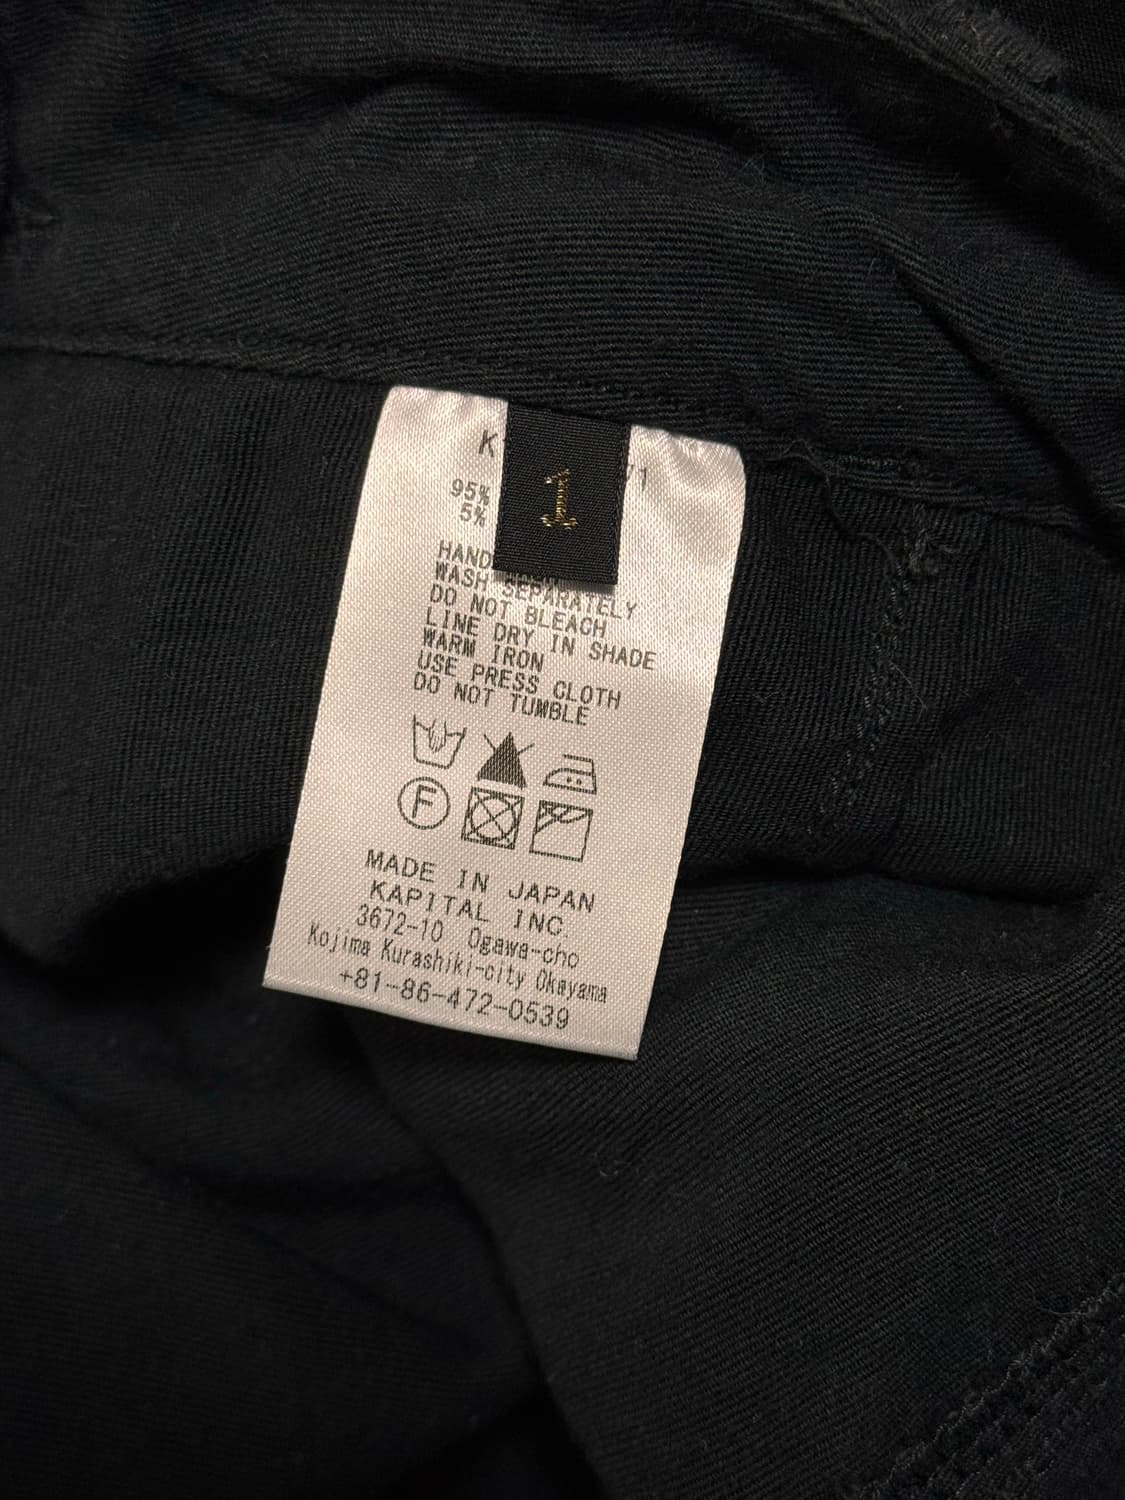 1
95%
5%
HAND
WASH SEPARATELY
DO NOT BLEACH
LINE DRY IN SHADE
WARM IRON
USE PRESS CLOTH
DO NOT TUMBLE
F
MADE IN JAPAN
KAPITAL INC.
3672-10 Ogawa-cho
Kojima Kurashiki-city Okayama
+81-86-472-0539